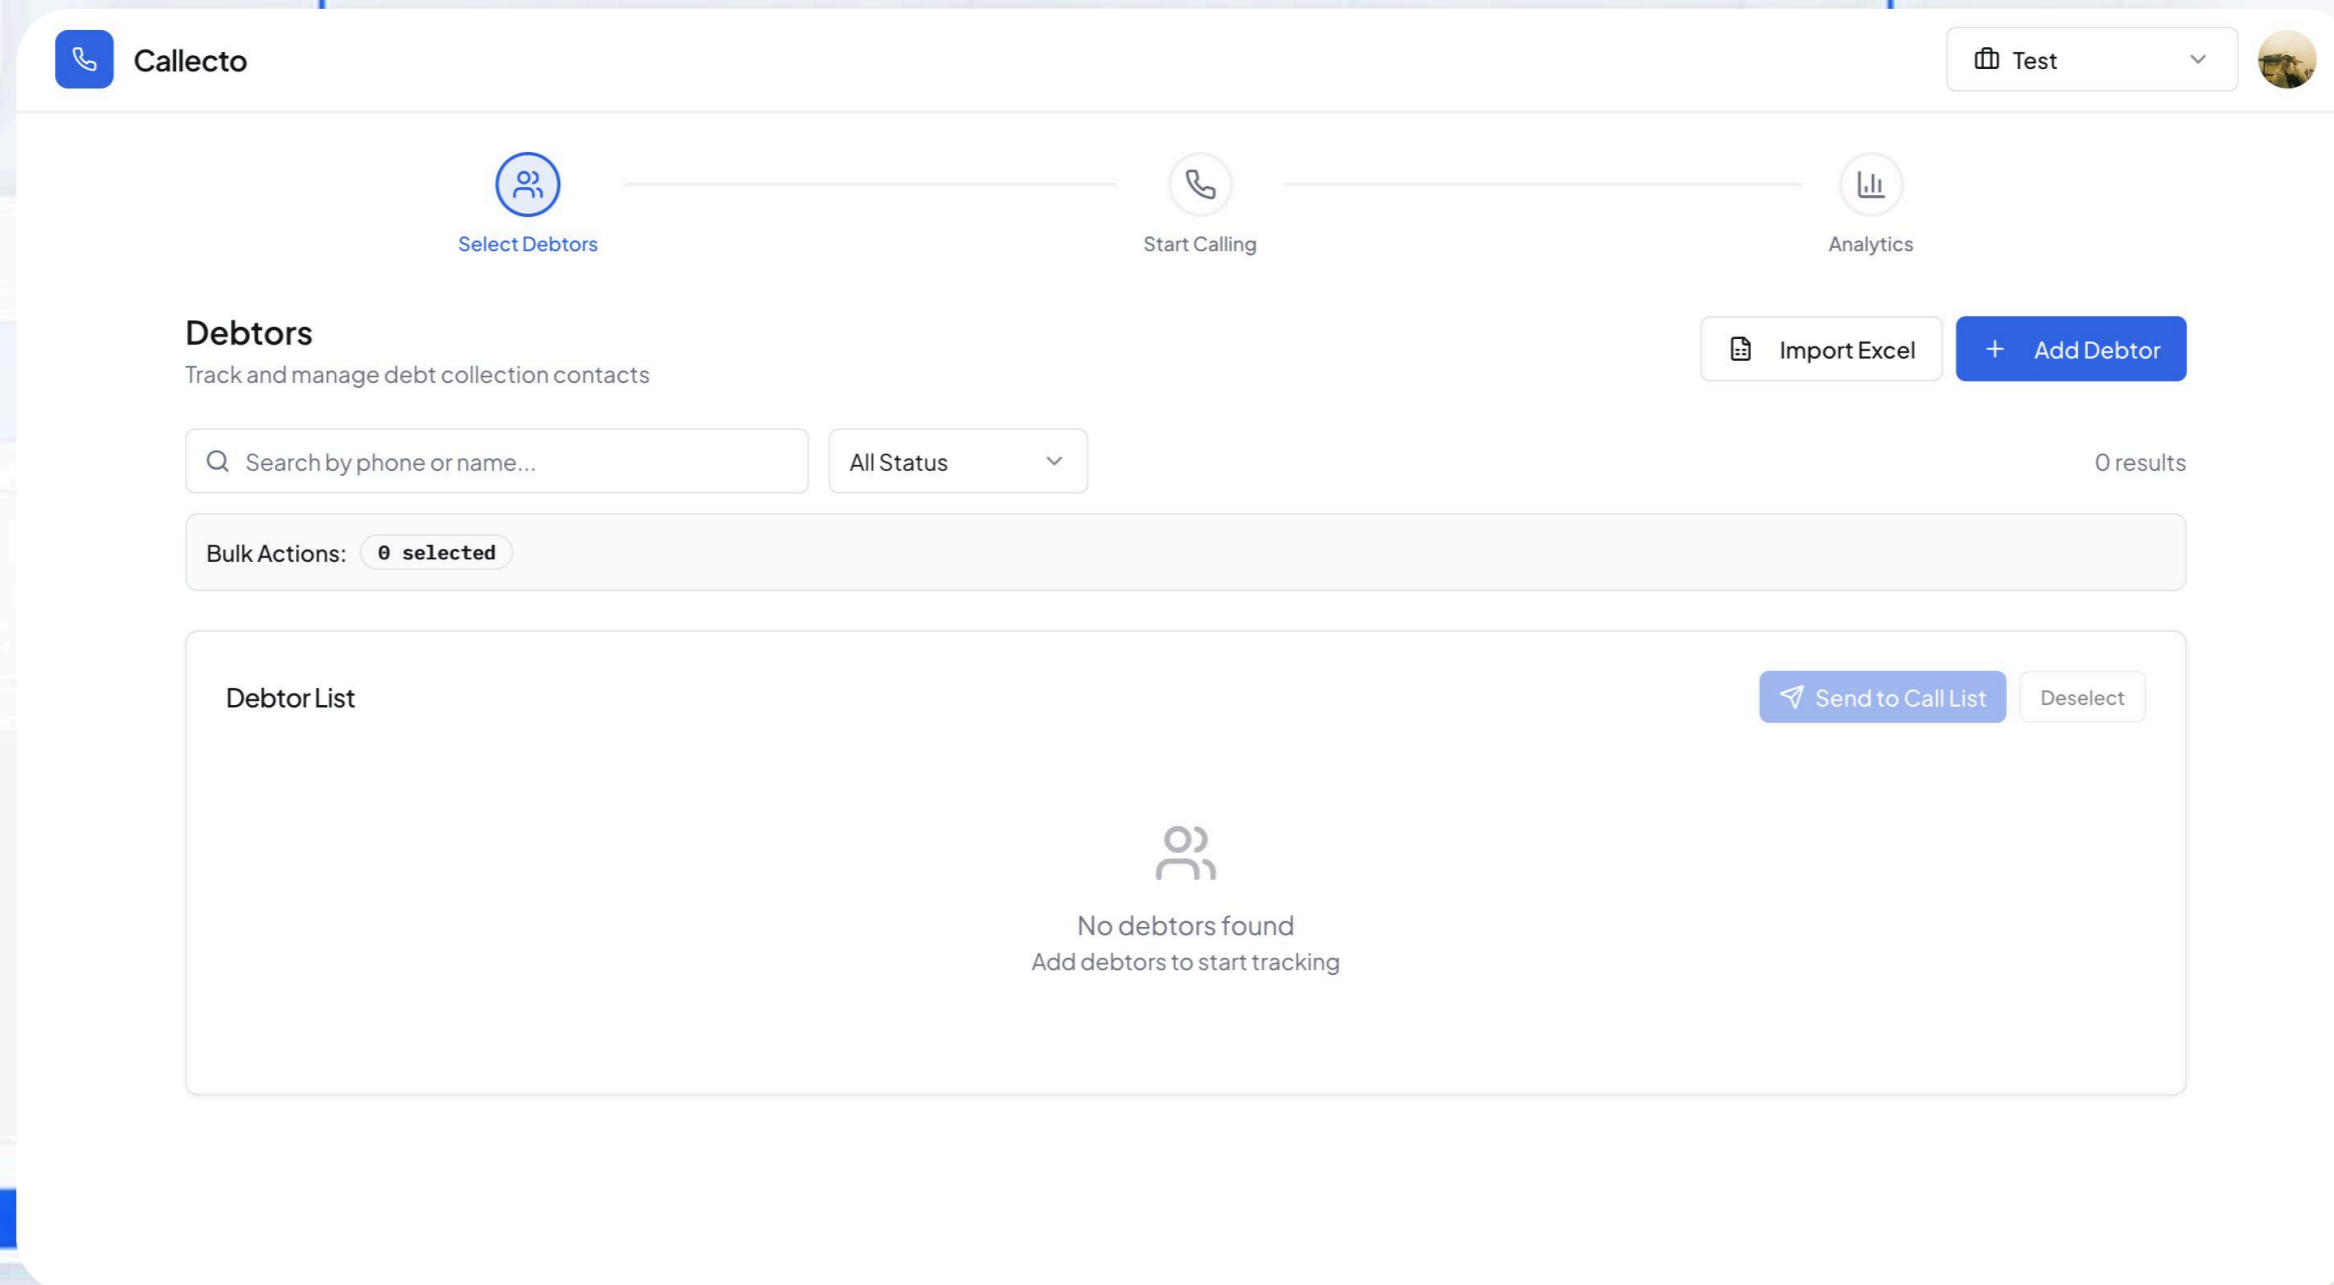 Callecto
Test
Select Debtors
Start Calling
Analytics
Debtors
Track and manage debt collection contacts
Import Excel
Add Debtor
Search by phone or name...
All Status
0 results
Bulk Actions: 0 selected
Debtor List
Send to Call List
Deselect
No debtors found
Add debtors to start tracking